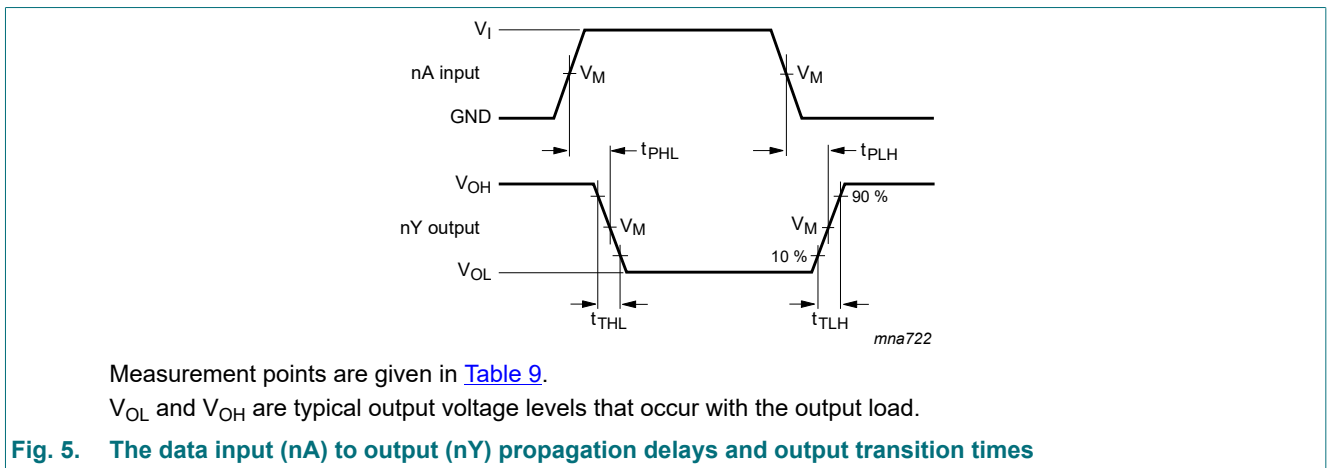 V_I
nA input
V_M
V_M
GND
t_PHL
t_PLH
V_OH
90 %
nY output
V_M
V_M
10 %
V_OL
t_THL
t_TLH
mna722
Measurement points are given in Table 9.
V_OL and V_OH are typical output voltage levels that occur with the output load.
Fig. 5. The data input (nA) to output (nY) propagation delays and output transition times